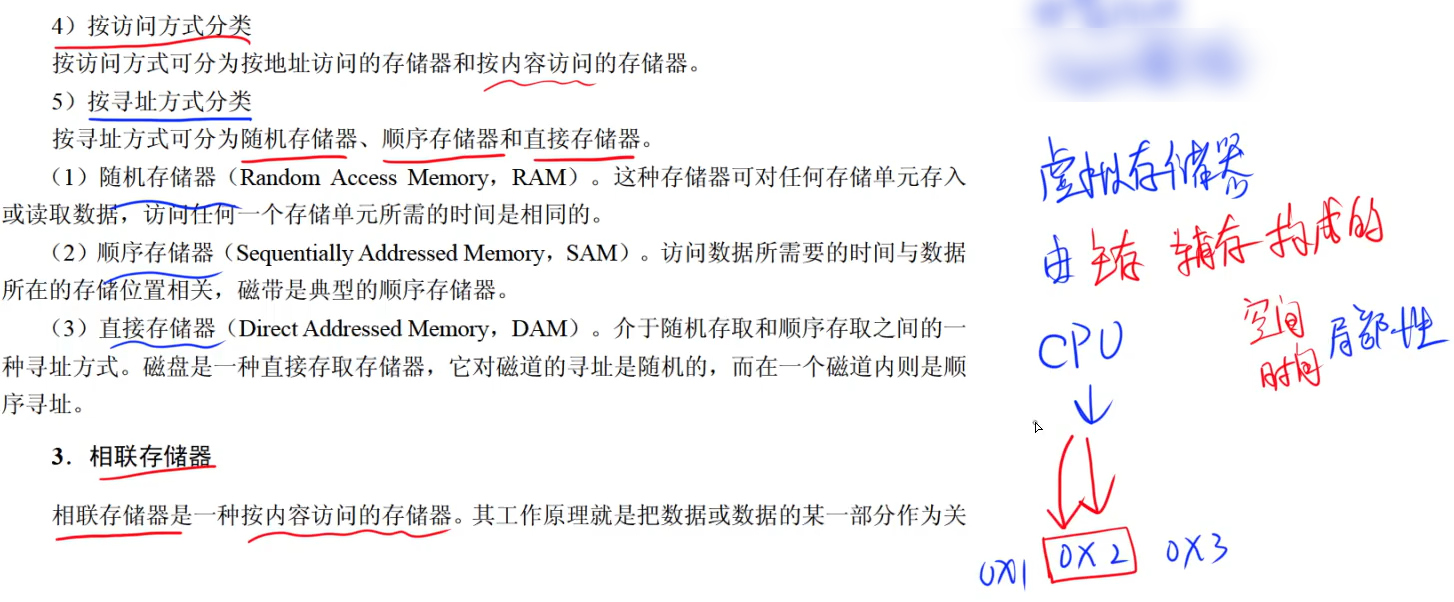 4）按访问方式分类
按访问方式可分为按地址访问的存储器和按内容访问的存储器。
5）按寻址方式分类
按寻址方式可分为随机存储器、顺序存储器和直接存储器。
（1）随机存储器（Random Access Memory，RAM）。这种存储器可对任何存储单元存入
或读取数据，访问任何一个存储单元所需的时间是相同的。
（2）顺序存储器（Sequentially Addressed Memory，SAM）。访问数据所需要的时间与数据
所在的存储位置相关，磁带是典型的顺序存储器。
（3）直接存储器（Direct Addressed Memory，DAM）。介于随机存取和顺序存取之间的一
种寻址方式。磁盘是一种直接存取存储器，它对磁道的寻址是随机的，而在一个磁道内则是顺
序寻址。
3．相联存储器
相联存储器是一种按内容访问的存储器。其工作原理就是把数据或数据的某一部分作为关
虚拟存储器
由 主存 辅存 构成的
CPU
空间
时间
局部性
0X1 0X2 0X3